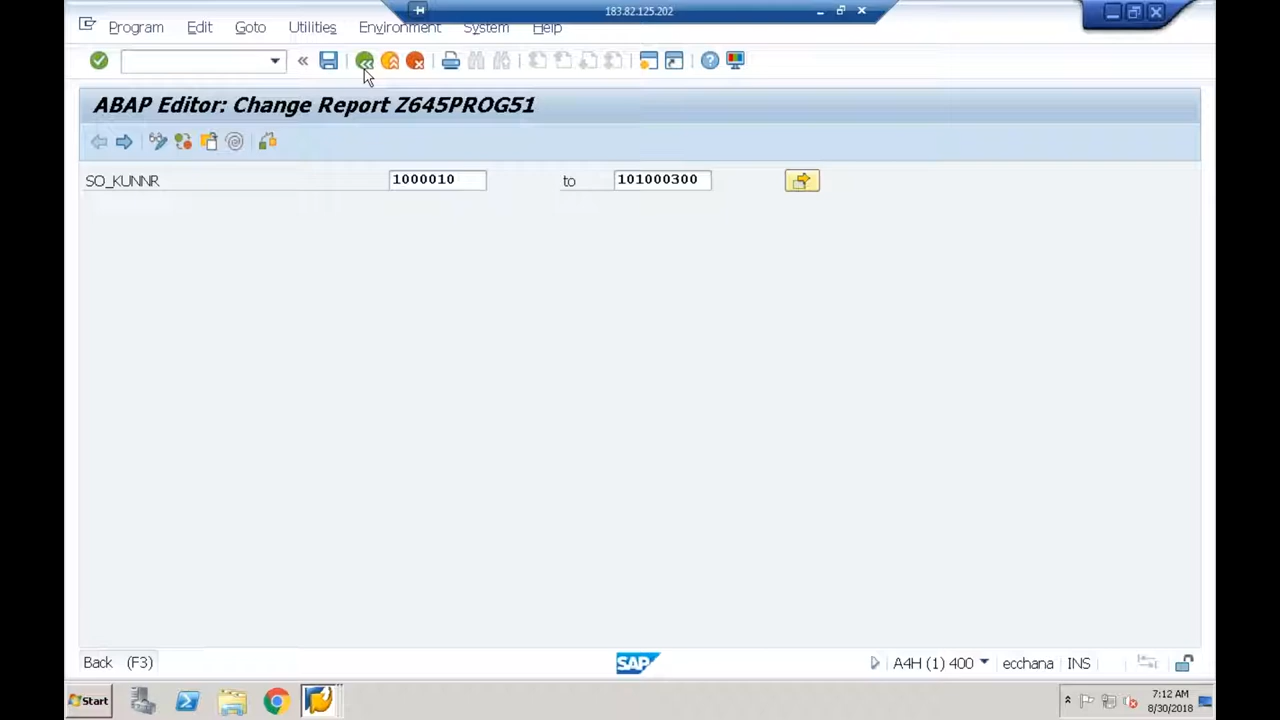 183.82.125.202
Program Edit Goto Utilities Environment System Help
ABAP Editor: Change Report Z645PROG51
SO_KUNNR 1000010 to 101000300
Back (F3) SAP A4H (1) 400 ecchana INS
Start 7:12 AM
8/30/2018